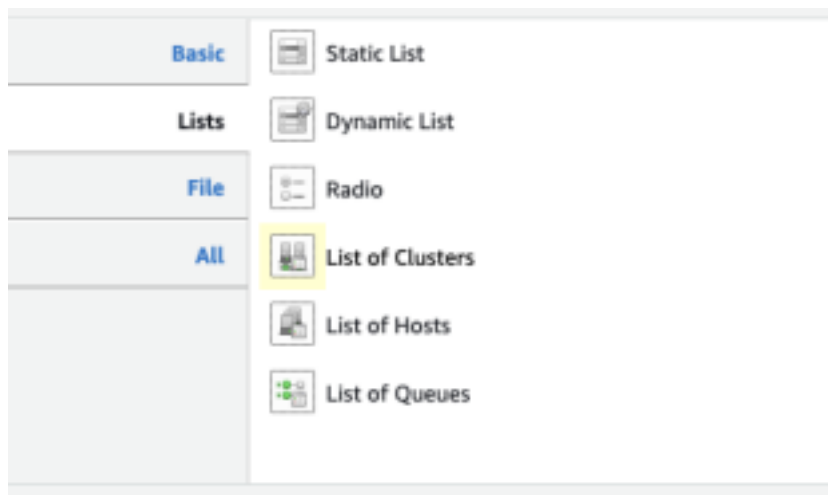 Basic
Lists
File
All
Static List
Dynamic List
Radio
List of Clusters
List of Hosts
List of Queues